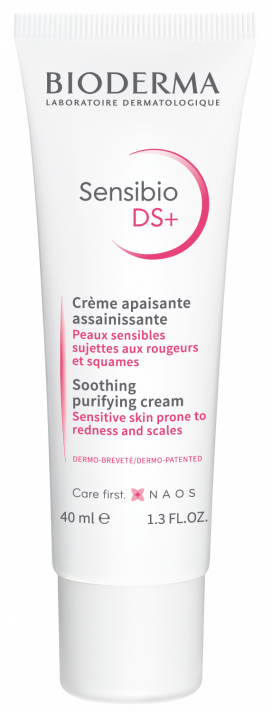 BIODERMA
LABORATOIRE DERMATOLOGIQUE
Sensibio
DS+
Crème apaisante
assainissante
Peaux sensibles
sujettes aux rougeurs
et squames
Soothing
purifying cream
Sensitive skin prone to
redness and scales
DERMO-BREVETÉ/DERMO-PATENTED
Care first. NAOS
40 ml ℮ 1.3 FL.OZ.